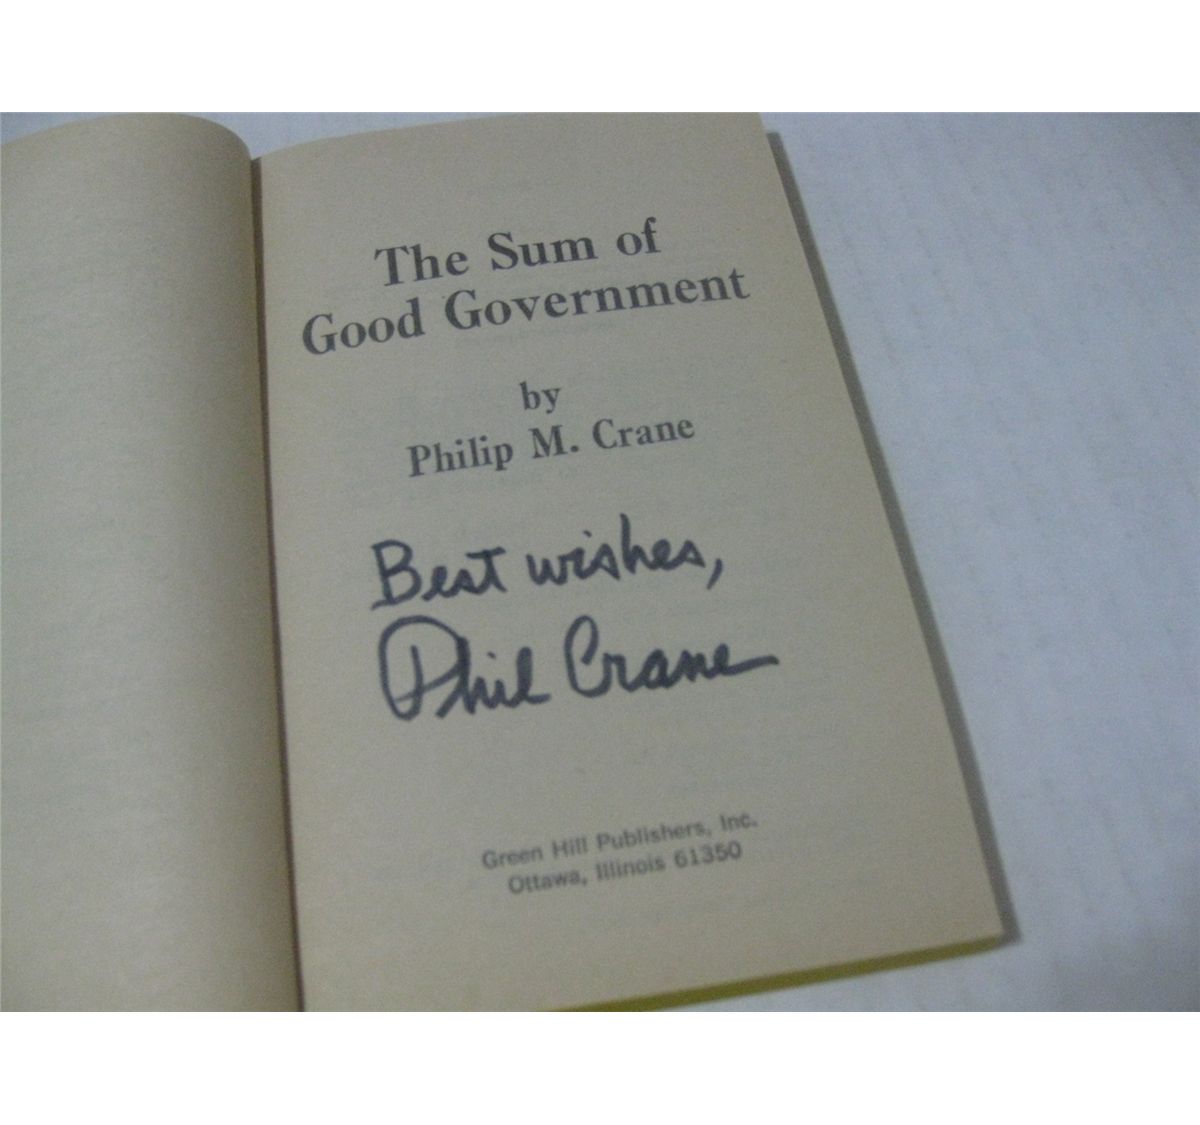 The Sum of
Good Government
by
Philip M. Crane
Best wishes,
Phil Crane
Green Hill Publishers, Inc.
Ottawa, Illinois 61350